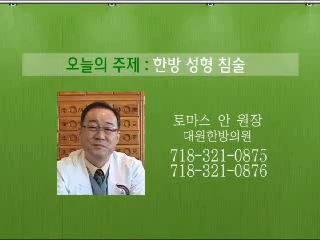 오늘의 주제 : 한방 성형 침술
토마스 안 원장
대원한방의원
718-321-0875
718-321-0876